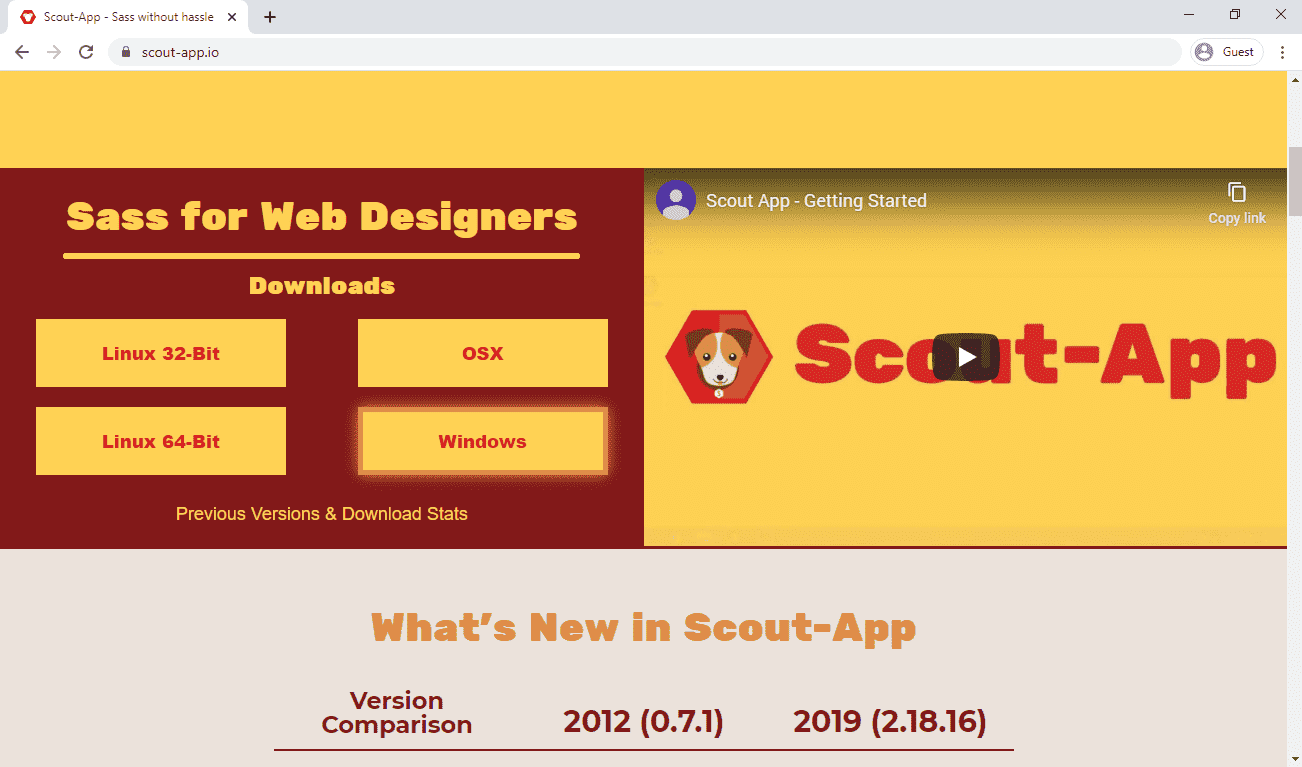 Scout-App - Sass without hassle
scout-app.io
Guest
Sass for Web Designers
Downloads
Linux 32-Bit
OSX
Linux 64-Bit
Windows
Previous Versions & Download Stats
Scout App - Getting Started
Copy link
Scout-App
What's New in Scout-App
Version
Comparison
2012 (0.7.1)
2019 (2.18.16)